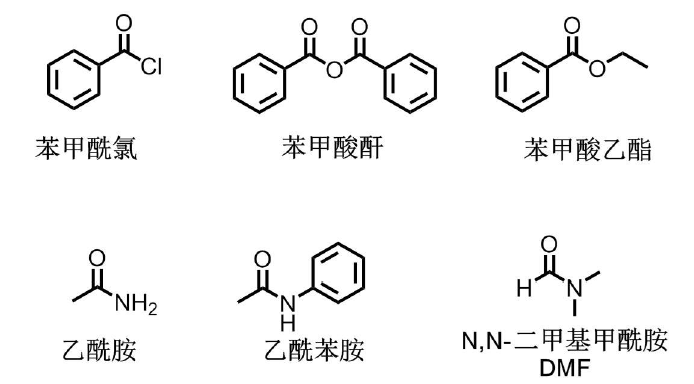 O
Cl
苯甲酰氯
O O
O
苯甲酸酐
O
O
苯甲酸乙酯
O
NH₂
乙酰胺
O
N
H
乙酰苯胺
O
H N
N,N-二甲基甲酰胺
DMF